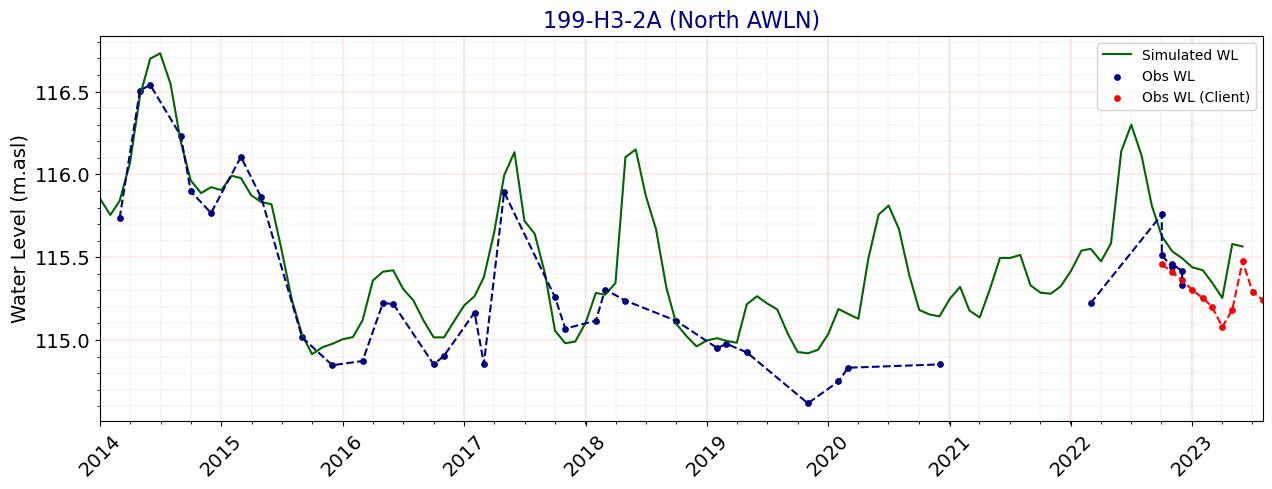 199-H3-2A (North AWLN)
Simulated WL
Obs WL
Obs WL (Client)
Water Level (m.asl)
116.5
116.0
115.5
115.0
2014 2015 2016 2017 2018 2019 2020 2021 2022 2023